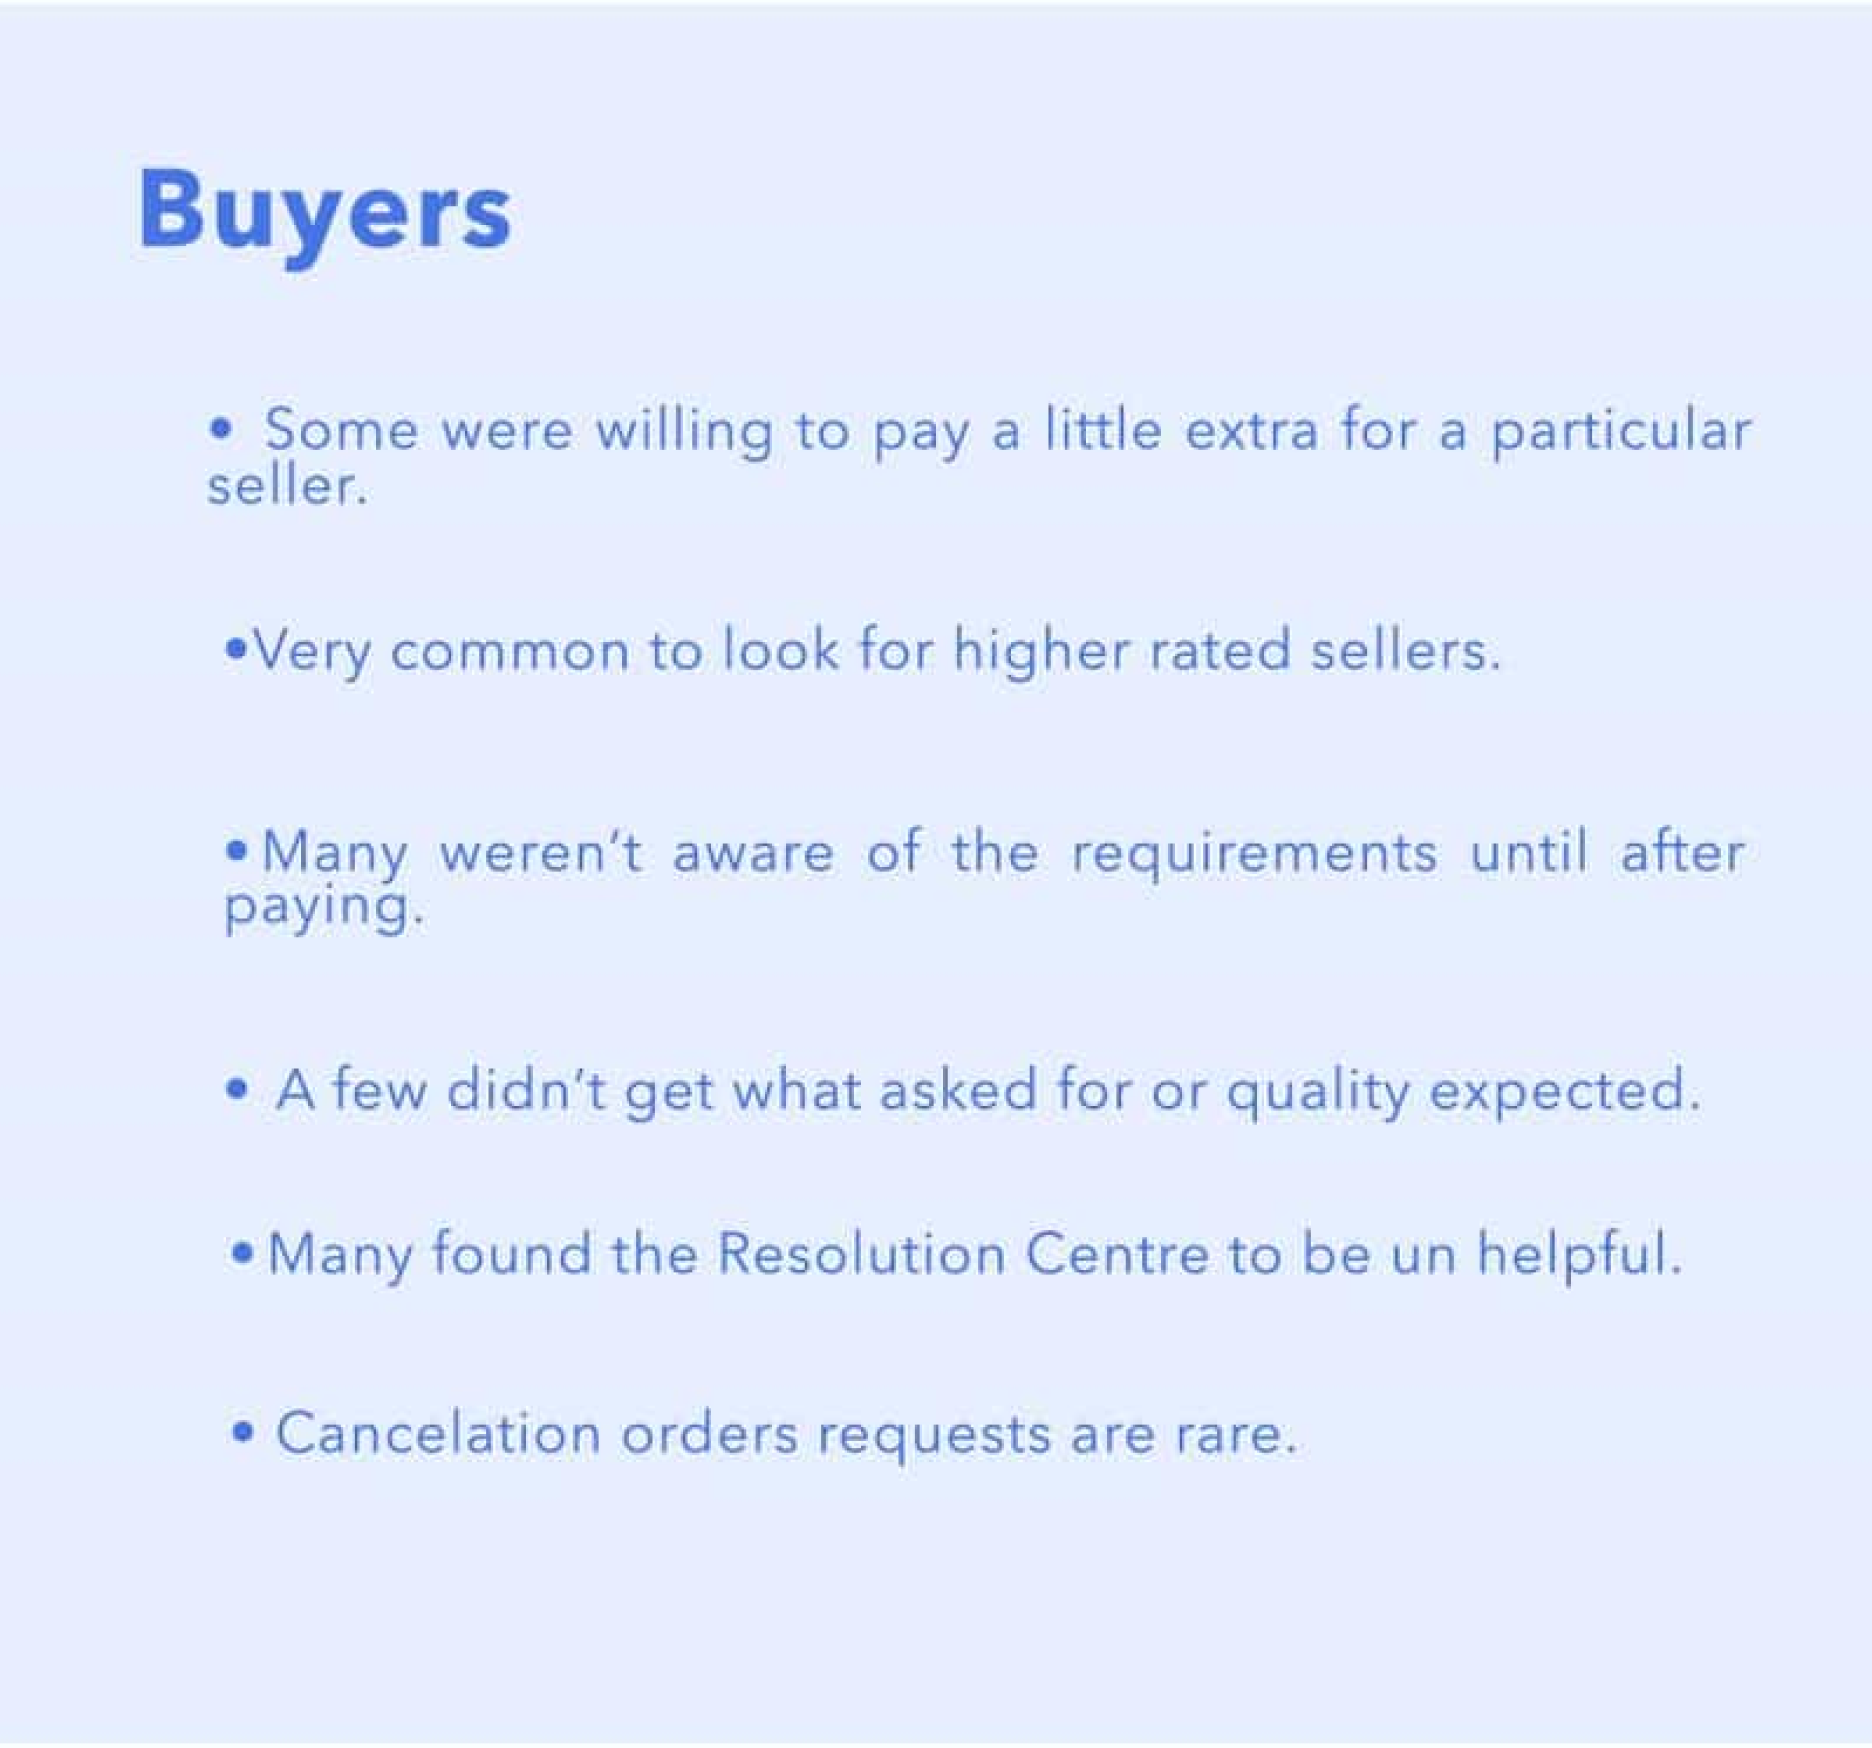 Buyers
• Some were willing to pay a little extra for a particular
seller.
•Very common to look for higher rated sellers.
•Many weren't aware of the requirements until after
paying.
• A few didn't get what asked for or quality expected.
•Many found the Resolution Centre to be un helpful.
• Cancelation orders requests are rare.